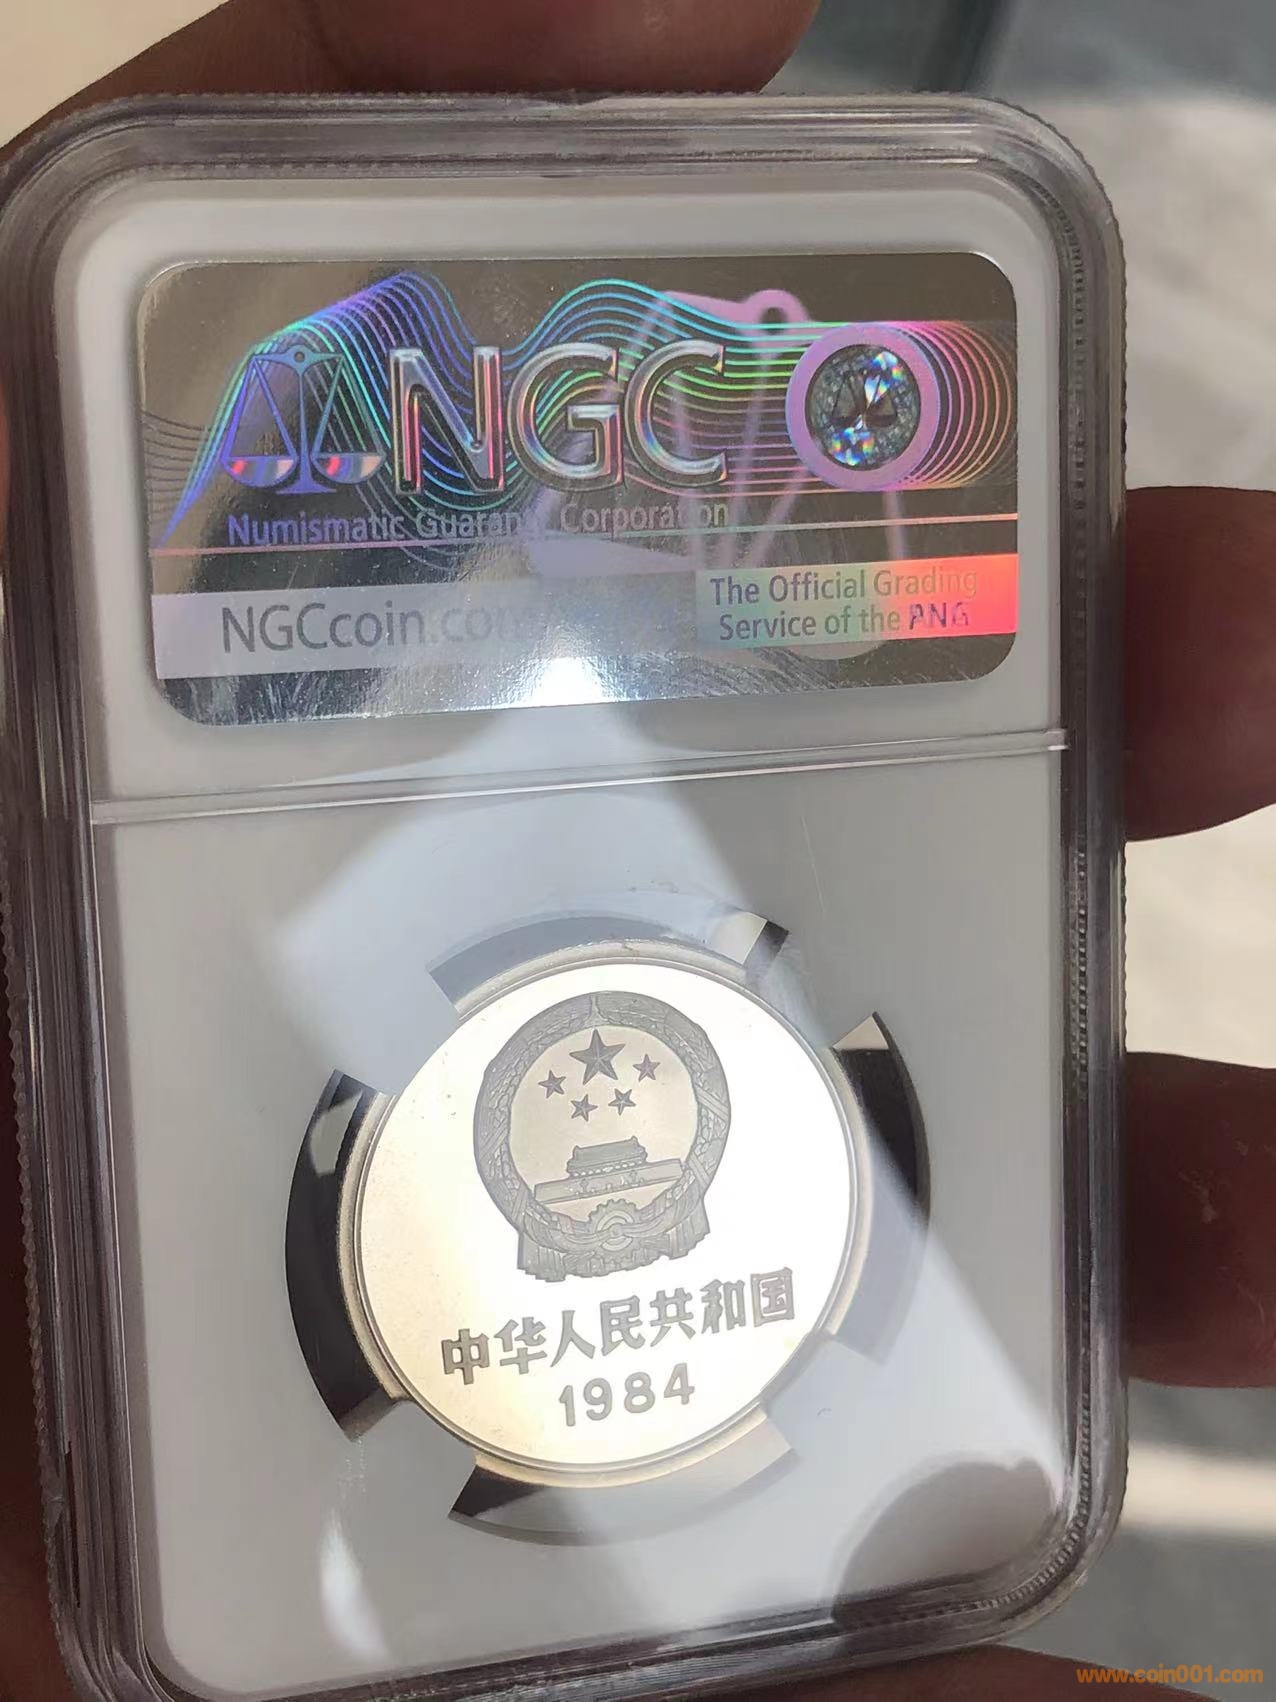 NGC
Numismatic Guaranty Corporation
NGCcoin.com
The Official Grading
Service of the PNG
中华人民共和国
1984
www.coin001.com